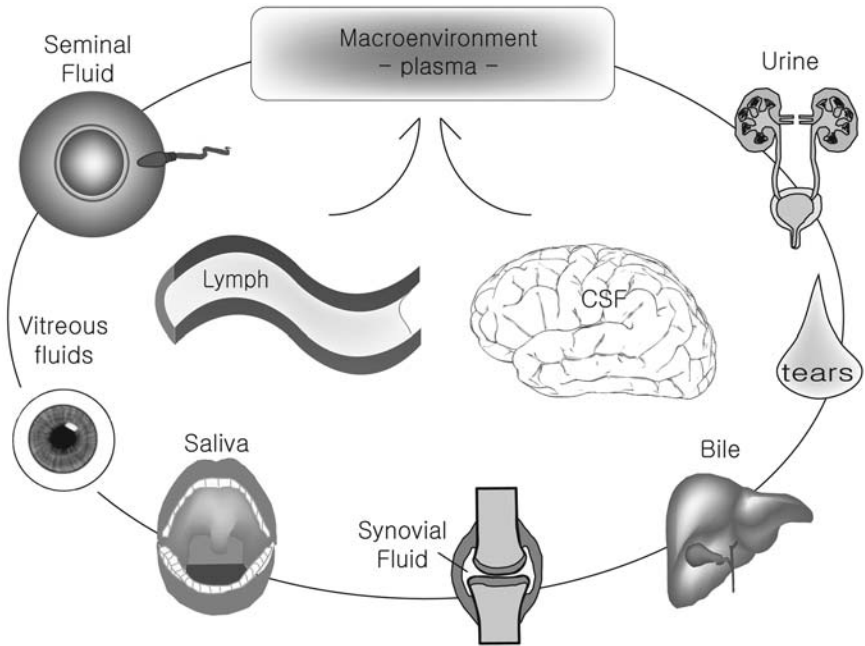 Seminal
Fluid
Macroenvironment
– plasma –
Urine
Lymph
CSF
Vitreous
fluids
tears
Saliva
Bile
Synovial
Fluid